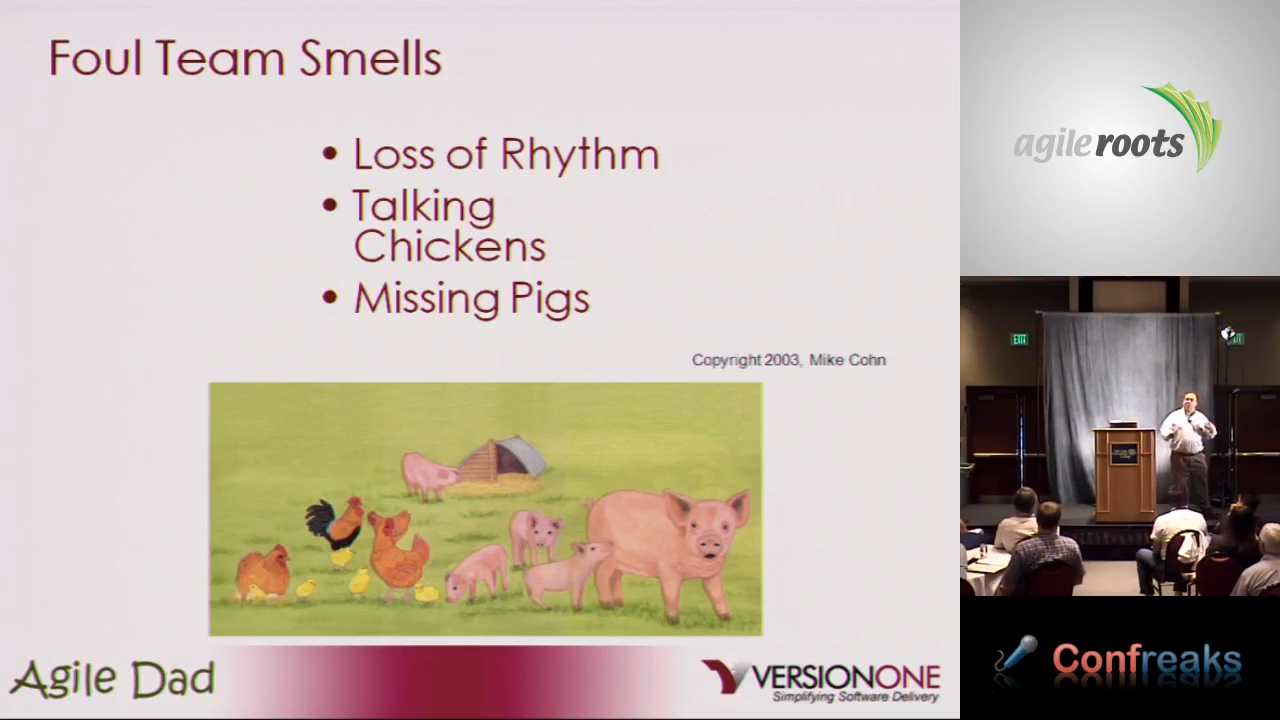 Foul Team Smells
• Loss of Rhythm
• Talking
Chickens
• Missing Pigs
Copyright 2003, Mike Cohn
Agile Dad
VERSIONONE
Simplifying Software Delivery
agile roots
EXIT
Confreaks